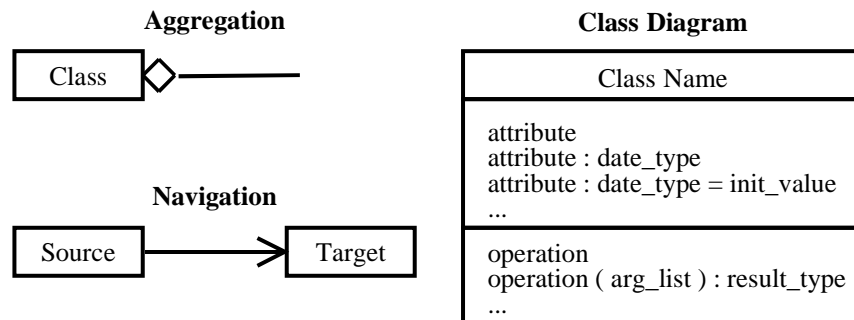 Aggregation
Class
Navigation
Source
Target
Class Diagram
Class Name
attribute
attribute : date_type
attribute : date_type = init_value
...
operation
operation ( arg_list ) : result_type
...